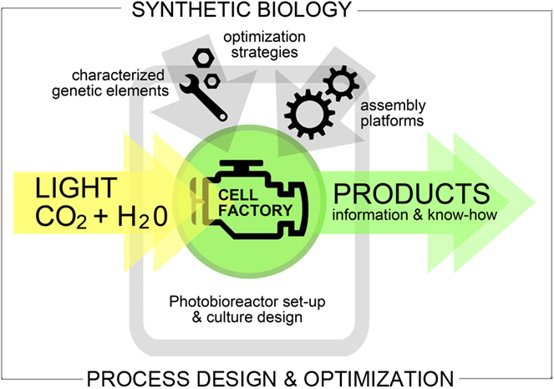 SYNTHETIC BIOLOGY
optimization
strategies
characterized
genetic elements
assembly
platforms
LIGHT
CO2 + H20
CELL
FACTORY
PRODUCTS
information & know-how
Photobioreactor set-up
& culture design
PROCESS DESIGN & OPTIMIZATION